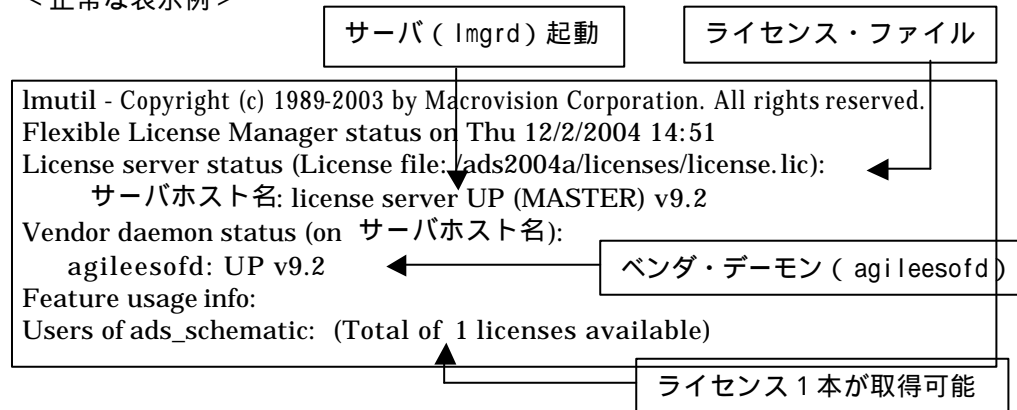 ＜正常な表示例＞
サーバ（lmgrd）起動
ライセンス・ファイル
lmutil - Copyright (c) 1989-2003 by Macrovision Corporation. All rights reserved.
Flexible License Manager status on Thu 12/2/2004 14:51
License server status (License file: /ads2004a/licenses/license.lic):
サーバホスト名: license server UP (MASTER) v9.2
Vendor daemon status (on サーバホスト名):
agileesofd: UP v9.2
ベンダ・デーモン（agileesofd）
Feature usage info:
Users of ads_schematic: (Total of 1 licenses available)
ライセンス１本が取得可能